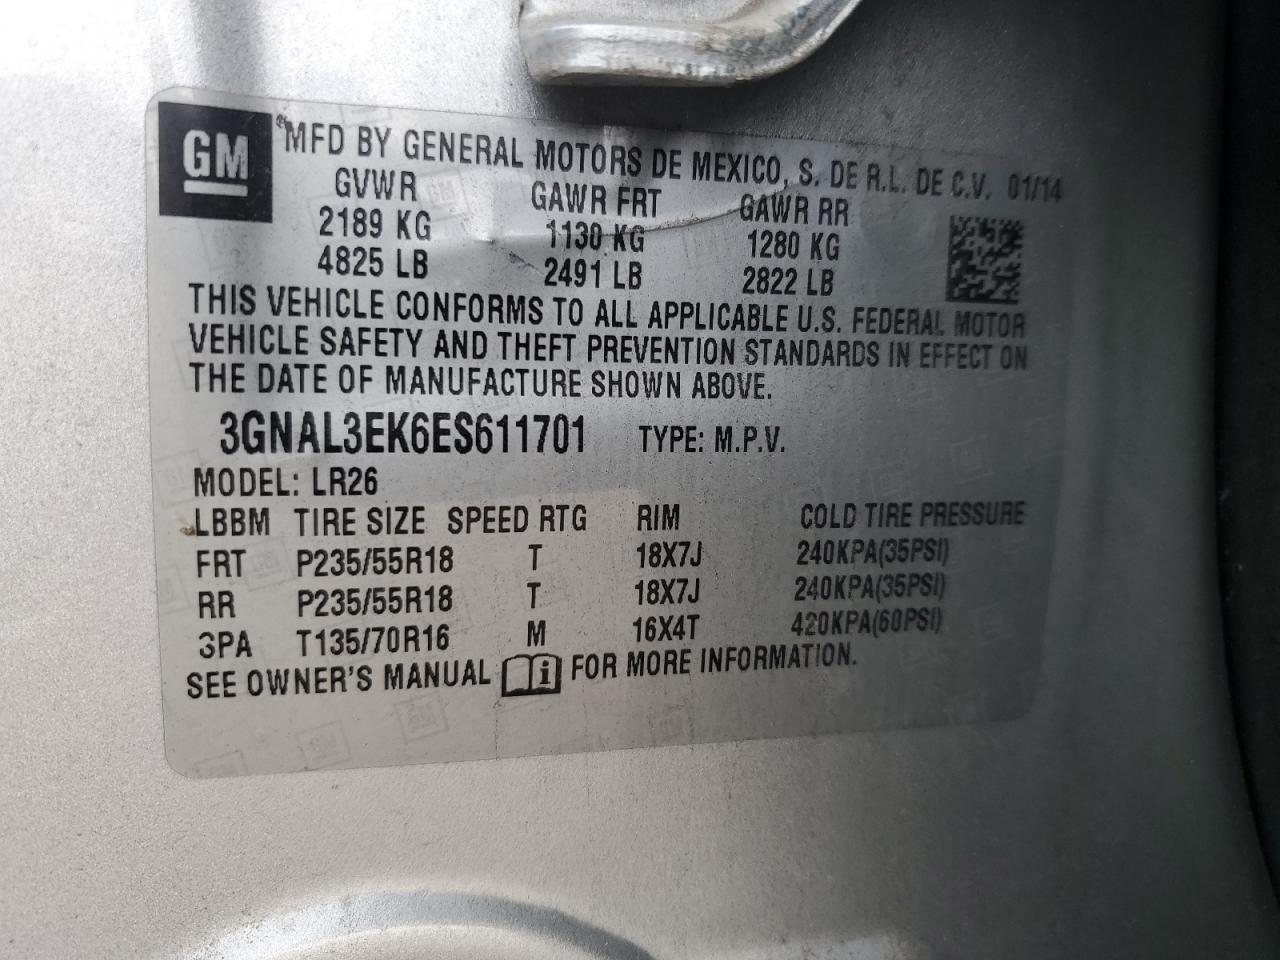 GM
MFD BY GENERAL MOTORS DE MEXICO, S. DE R.L. DE C.V. 01/14
GVWR GAWR FRT GAWR RR
2189 KG 1130 KG 1280 KG
4825 LB 2491 LB 2822 LB
THIS VEHICLE CONFORMS TO ALL APPLICABLE U.S. FEDERAL MOTOR
VEHICLE SAFETY AND THEFT PREVENTION STANDARDS IN EFFECT ON
THE DATE OF MANUFACTURE SHOWN ABOVE.
3GNAL3EK6ES611701 TYPE: M.P.V.
MODEL: LR26
LBBM TIRE SIZE SPEED RTG RIM COLD TIRE PRESSURE
FRT P235/55R18 T 18X7J 240KPA(35PSI)
RR P235/55R18 T 18X7J 240KPA(35PSI)
3PA T135/70R16 M 16X4T 420KPA(60PSI)
SEE OWNER'S MANUAL i FOR MORE INFORMATION.